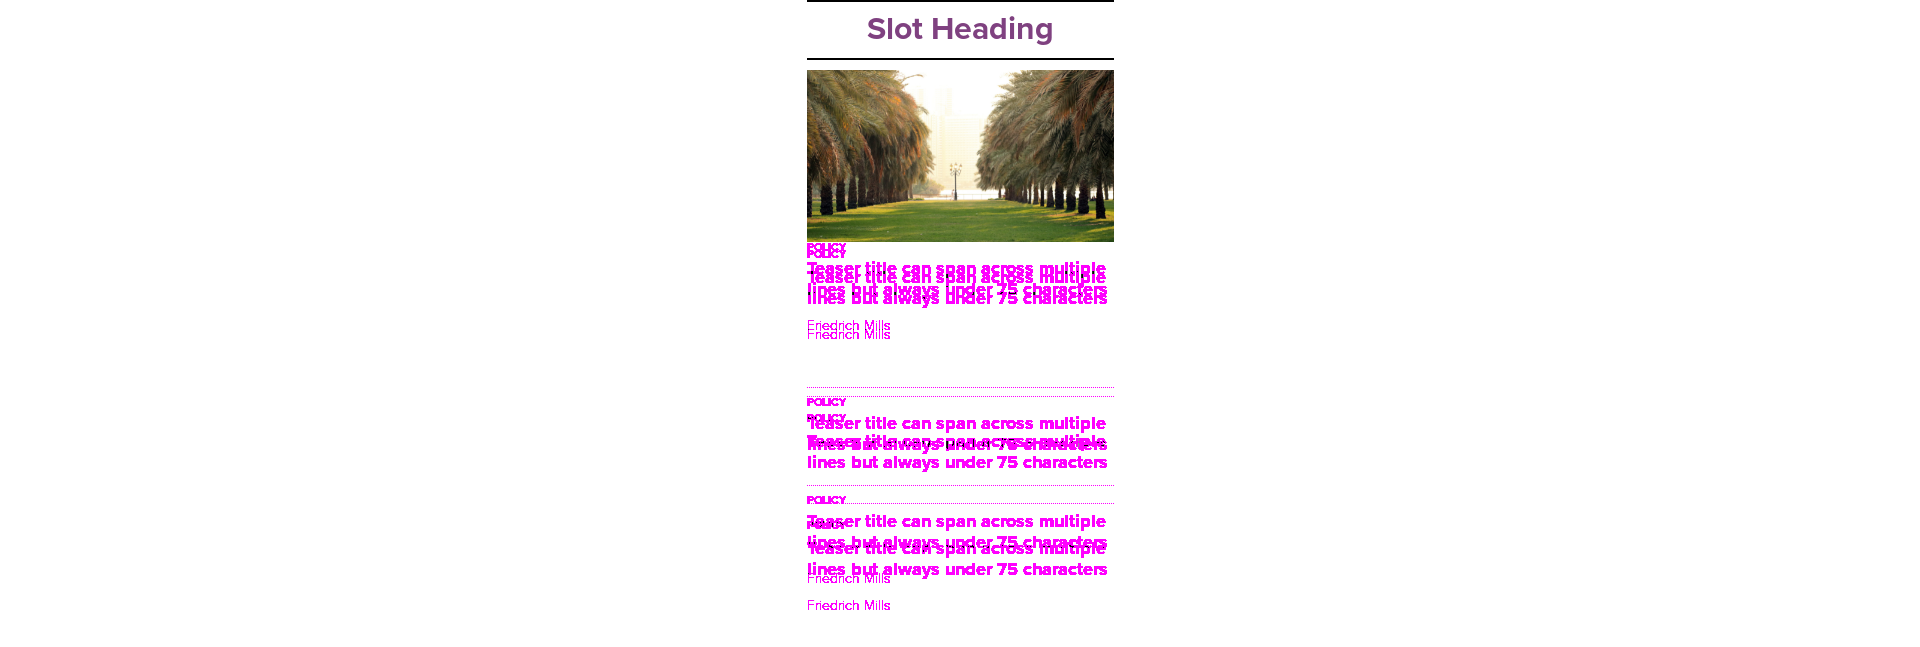 Slot Heading
POLICY
POLICY
Teaser title can span across multiple
Teaser title can span across multiple
lines but always under 75 characters
lines but always under 75 characters
Friedrich Mills
Friedrich Mills
POLICY
POLICY
Teaser title can span across multiple
Teaser title can span across multiple
lines but always under 75 characters
lines but always under 75 characters
POLICY
Teaser title can span across multiple
POLICY
lines but always under 75 characters
Teaser title can span across multiple
lines but always under 75 characters
Friedrich Mills
Friedrich Mills